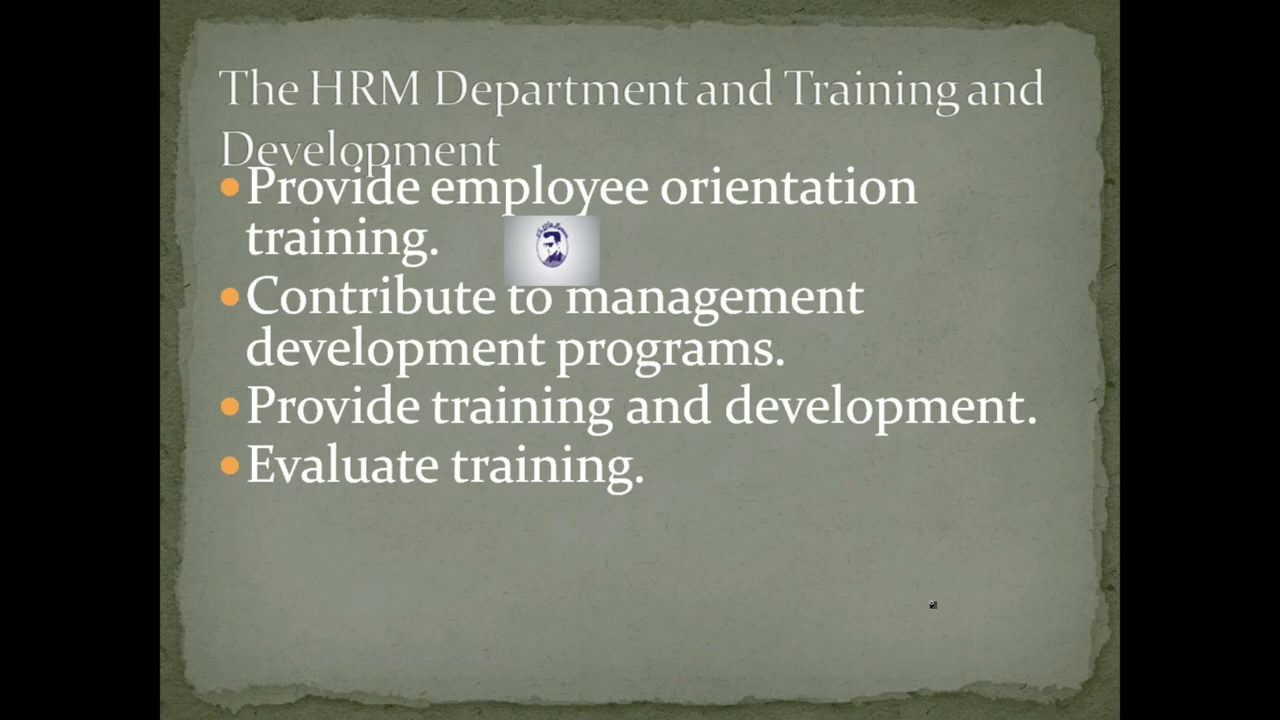 The HRM Department and Training and
Development
Provide employee orientation
training.
Contribute to management
development programs.
Provide training and development.
Evaluate training.